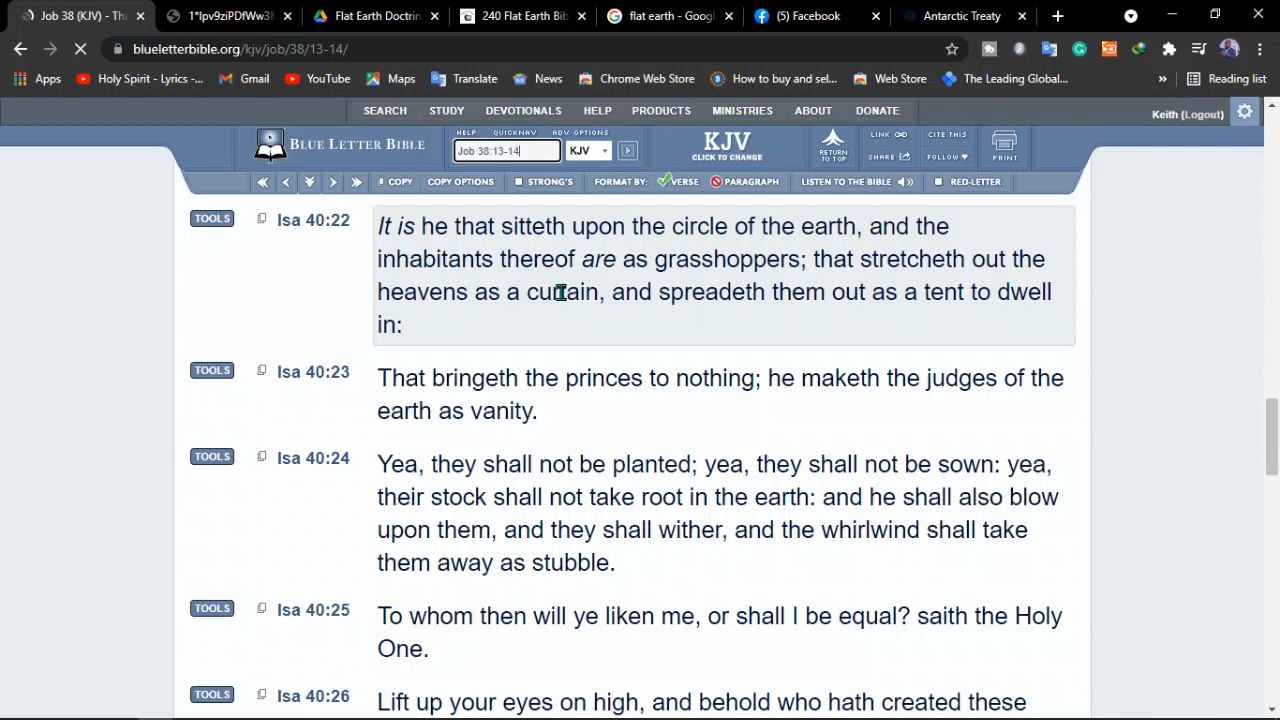 Job 38 (KJV) - Tha
1*Ipv9ziPDfWw3H
Flat Earth Doctrin
240 Flat Earth Bib
flat earth - Googl
(5) Facebook
Antarctic Treaty
blueletterbible.org/kjv/job/38/13-14/
Apps
Holy Spirit - Lyrics -...
Gmail
YouTube
Maps
Translate
News
Chrome Web Store
How to buy and sel...
Web Store
The Leading Global...
»
Reading list
SEARCH STUDY DEVOTIONALS HELP PRODUCTS MINISTRIES ABOUT DONATE
Keith (Logout)
BLUE LETTER BIBLE
HELP QUICKNAV ADV. OPTIONS
Job 38:13-14
KJV
KJV
CLICK TO CHANGE
RETURN
TO TOP
LINK
CITE THIS
SHARE
FOLLOW
PRINT
COPY COPY OPTIONS STRONG'S FORMAT BY: VERSE PARAGRAPH LISTEN TO THE BIBLE RED-LETTER
TOOLS Isa 40:22 It is he that sitteth upon the circle of the earth, and the
inhabitants thereof are as grasshoppers; that stretcheth out the
heavens as a curtain, and spreadeth them out as a tent to dwell
in:
TOOLS Isa 40:23 That bringeth the princes to nothing; he maketh the judges of the
earth as vanity.
TOOLS Isa 40:24 Yea, they shall not be planted; yea, they shall not be sown: yea,
their stock shall not take root in the earth: and he shall also blow
upon them, and they shall wither, and the whirlwind shall take
them away as stubble.
TOOLS Isa 40:25 To whom then will ye liken me, or shall I be equal? saith the Holy
One.
TOOLS Isa 40:26 Lift up your eyes on high, and behold who hath created these